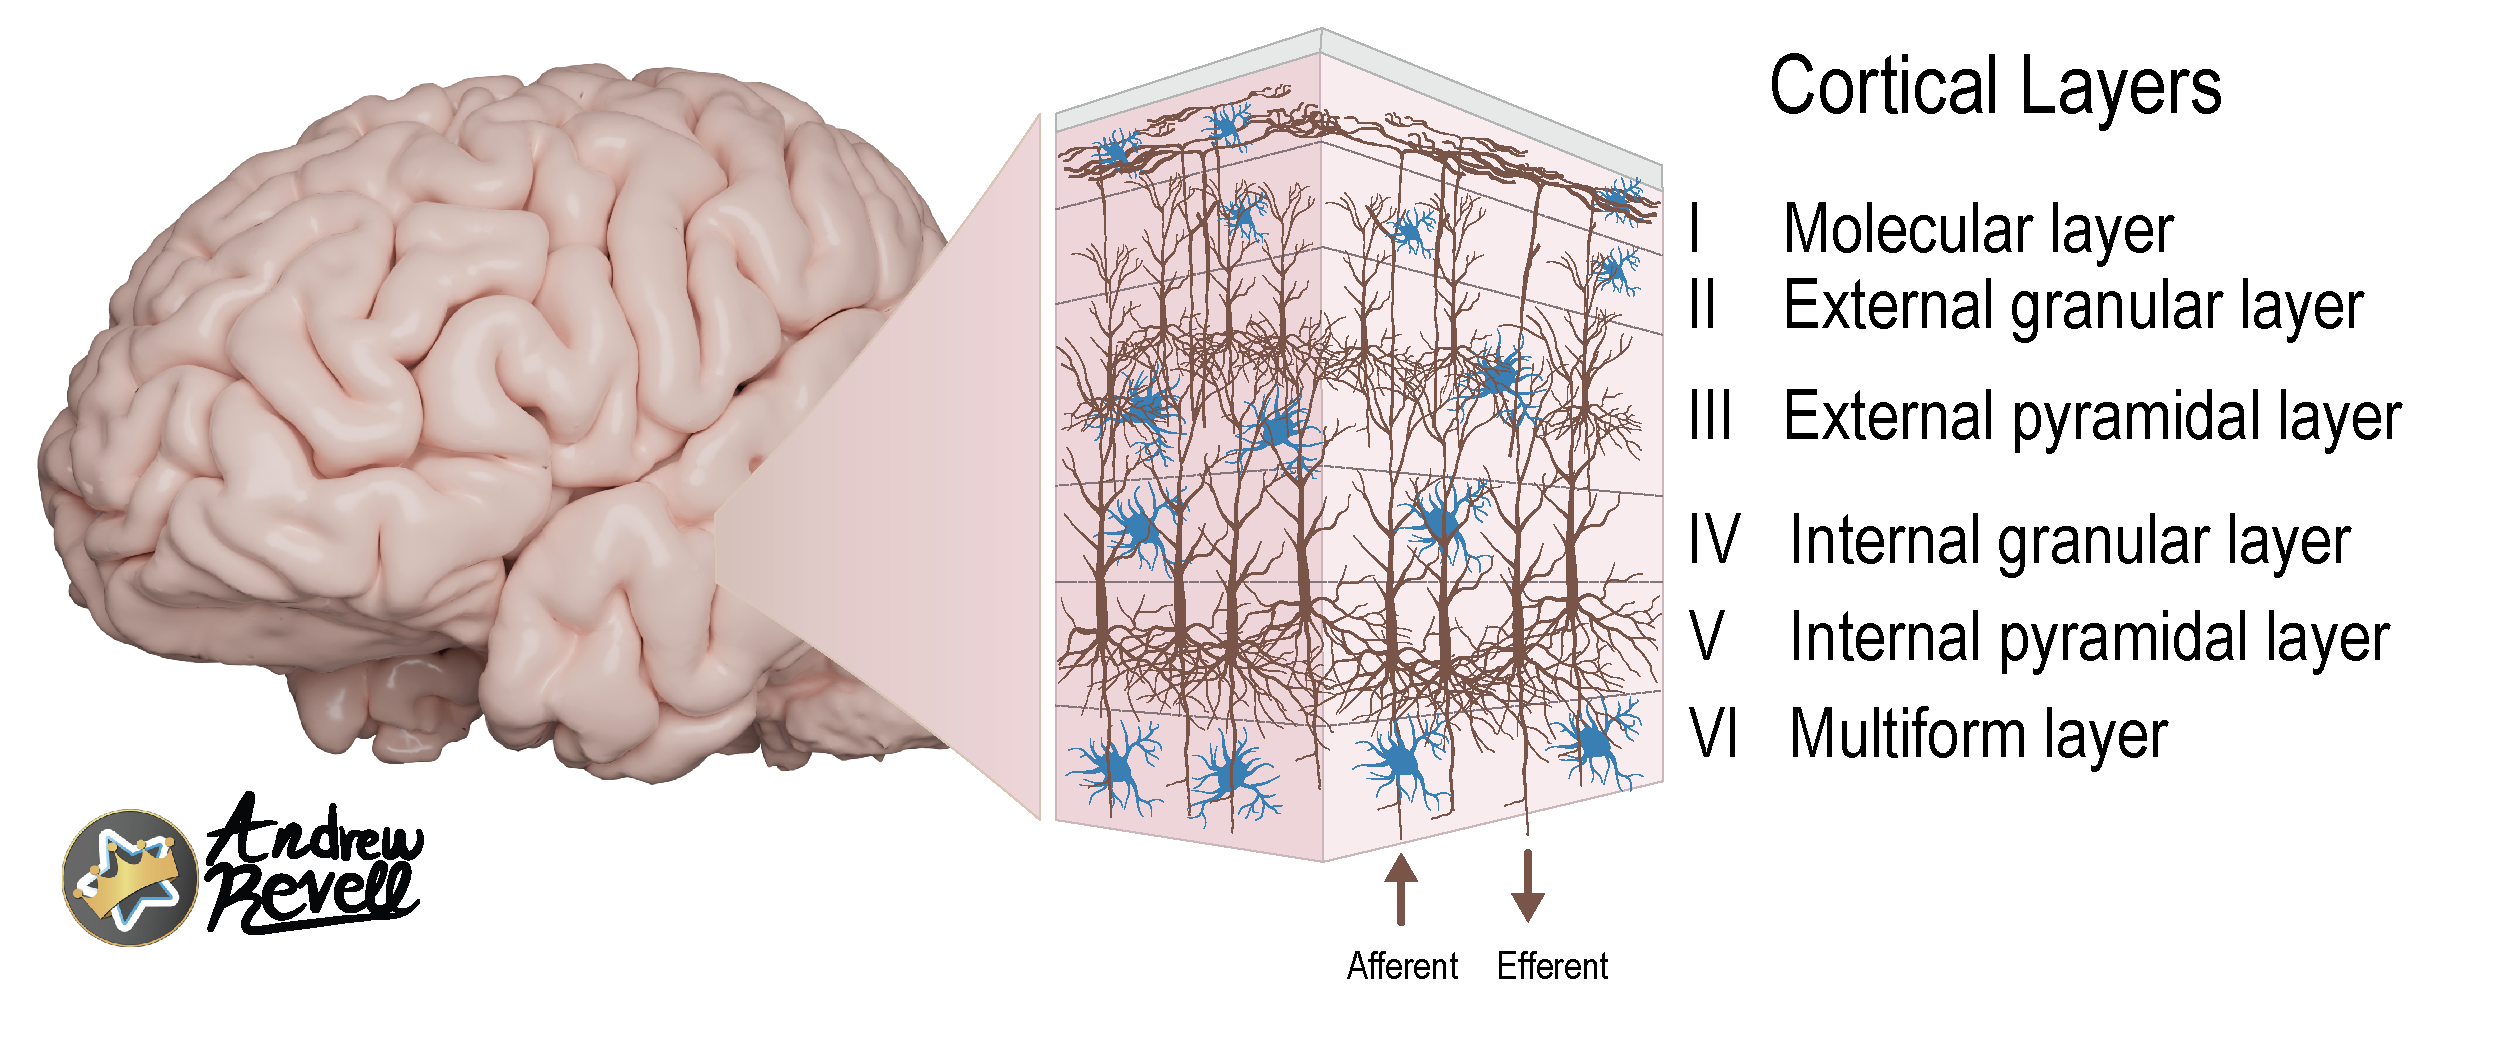 Cortical Layers
I Molecular layer
II External granular layer
III External pyramidal layer
IV Internal granular layer
V Internal pyramidal layer
VI Multiform layer
Andrew
Revell
Afferent Efferent